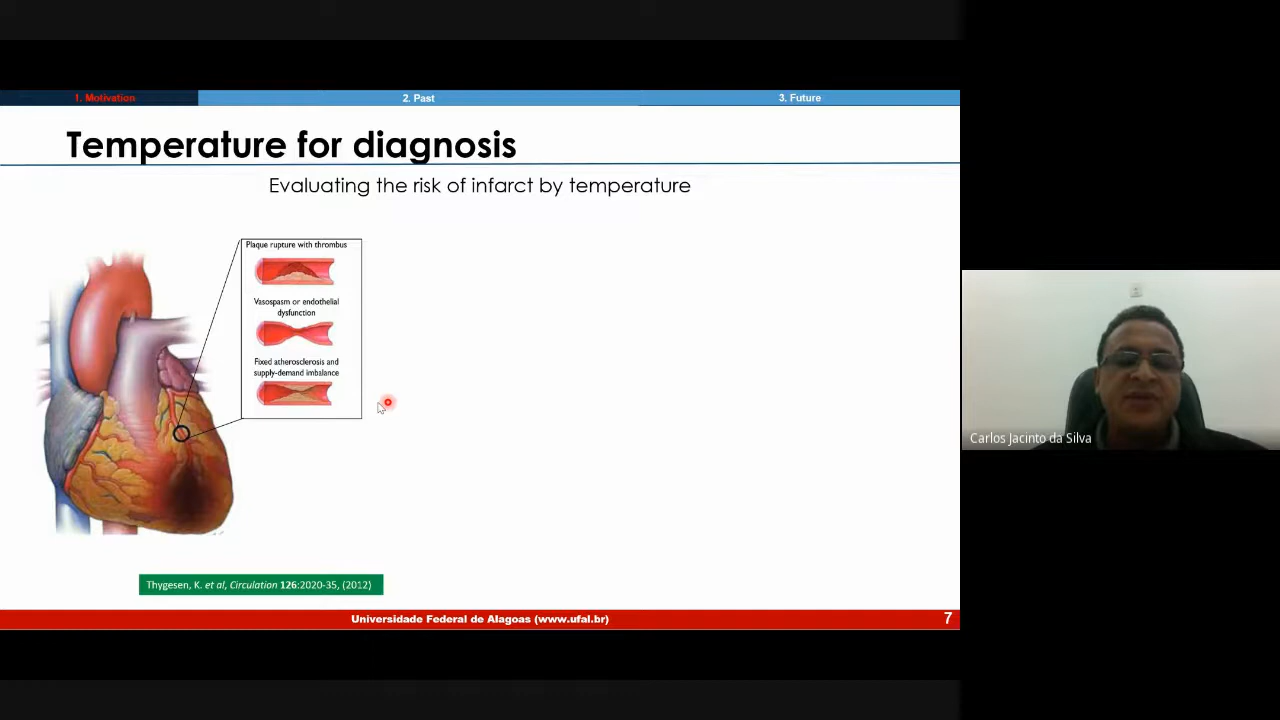 1. Motivation
2. Past
3. Future
Temperature for diagnosis
Evaluating the risk of infarct by temperature
Plaque rupture with thrombus
Vasospasm or endothelial
dysfunction
Fixed atherosclerosis and
supply-demand imbalance
Carlos Jacinto da Silva
Thygesen, K. et al, Circulation 126:2020-35, (2012)
Universidade Federal de Alagoas (www.ufal.br)
7